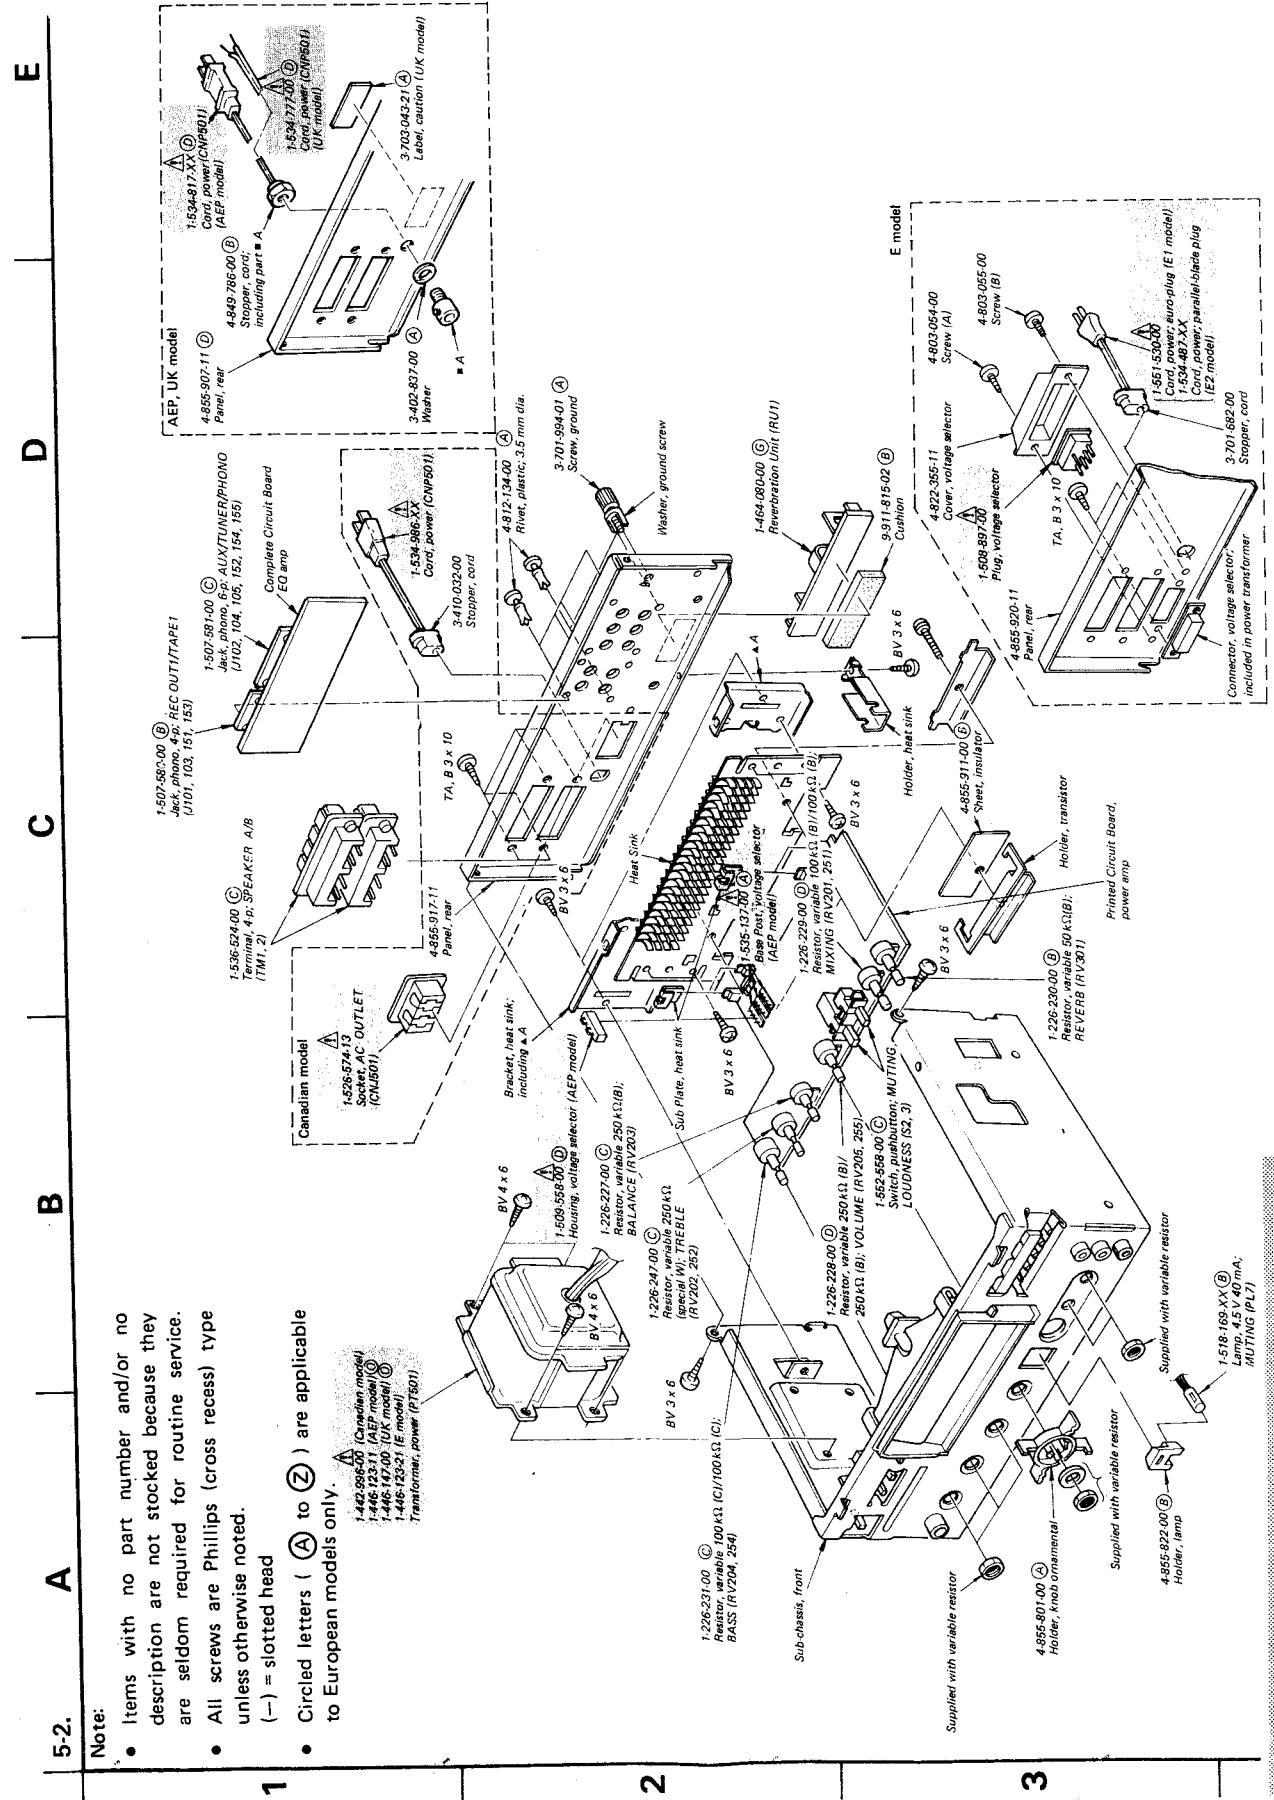 5-2.
A
B
C
D
E
1
2
3
Note:
• Items with no part number and/or no
description are not stocked because they
are seldom required for routine service.
• All screws are Phillips (cross recess) type
unless otherwise noted.
(−) = slotted head
• Circled letters ( Ⓐ to Ⓩ ) are applicable
to European models only.
1-442-996-00 (Canadian model)
1-446-123-11 (AEP model)
1-446-147-00 (UK model)
1-446-123-21 (E model)
Transformer, power (PT501)
BV 4 x 6
BV 4 x 6
Canadian model
1-526-574-13
Socket, AC OUTLET
(CNJ501)
1-536-524-00 Ⓒ
Terminal, 4-p; SPEAKER A/B
(TM1, 2)
1-507-580-00 Ⓑ
Jack, phono, 4-p; REC OUT1/TAPE1
(J101, 103, 151, 153)
1-507-581-00 Ⓒ
Jack, phono, 6-p; AUX/TUNER/PHONO
(J102, 104, 105, 152, 154, 155)
Complete Circuit Board
EQ amp
1-534-986-XX
Cord, power (CNP501)
3-410-032-00
Stopper, cord
4-812-134-00 Ⓐ
Rivet, plastic; 3.5 mm dia.
3-701-994-01 Ⓐ
Screw, ground
Washer, ground screw
TA, B 3 x 10
4-855-917-11
Panel, rear
BV 3 x 6
AEP, UK model
4-855-907-11 Ⓓ
Panel, rear
4-849-786-00 Ⓑ
Stopper, cord;
including part ■ A
1-534-817-XX Ⓓ
Cord, power (CNP501)
(AEP model)
1-534-777-00 Ⓓ
Cord, power (CNP501)
(UK model)
3-703-043-21 Ⓐ
Label, caution (UK model)
3-402-837-00 Ⓐ
Washer
■ A
1-464-080-00 Ⓖ
Reverbration Unit (RU1)
9-911-815-02 Ⓑ
Cushion
BV 3 x 6
▲ A
Holder, heat sink
Heat Sink
Bracket, heat sink;
including ▲ A
1-509-558-00 Ⓓ
Housing, voltage selector (AEP model)
Sub Plate, heat sink
BV 3 x 6
1-535-137-00 Ⓐ
Base Post, voltage selector
(AEP model)
1-226-229-00 Ⓓ
Resistor, variable 100 kΩ (B)/100 kΩ (B);
MIXING (RV201, 251)
BV 3 x 6
4-855-911-00 Ⓑ
Sheet, insulator
Holder, transistor
Printed Circuit Board,
power amp
BV 3 x 6
1-226-230-00 Ⓑ
Resistor, variable 50 kΩ(B);
REVERB (RV301)
1-226-227-00 Ⓒ
Resistor, variable 250 kΩ(B);
BALANCE (RV203)
1-226-247-00 Ⓒ
Resistor, variable 250 kΩ
(special W); TREBLE
(RV202, 252)
1-226-228-00 Ⓓ
Resistor, variable 250 kΩ (B)/
250 kΩ (B); VOLUME (RV205, 255)
1-552-558-00 Ⓒ
Switch, pushbutton; MUTING,
LOUDNESS (S2, 3)
BV 3 x 6
1-226-231-00 Ⓒ
Resistor, variable 100 kΩ (C)/100 kΩ (C);
BASS (RV204, 254)
Sub-chassis, front
Supplied with variable resistor
4-855-801-00 Ⓐ
Holder, knob ornamental
Supplied with variable resistor
4-855-822-00 Ⓑ
Holder, lamp
Supplied with variable resistor
1-518-169-XX Ⓑ
Lamp, 4.5 V 40 mA;
MUTING (PL7)
E model
4-855-920-11
Panel, rear
TA, B 3 x 10
1-508-897-00
Plug, voltage selector
4-822-355-11
Cover, voltage selector
4-803-054-00
Screw (A)
4-803-055-00
Screw (B)
1-551-530-00
Cord, power; euro-plug (E1 model)
1-534-487-XX
Cord, power; parallel-blade plug
(E2 model)
3-701-682-00
Stopper, cord
Connector, voltage selector;
included in power transformer